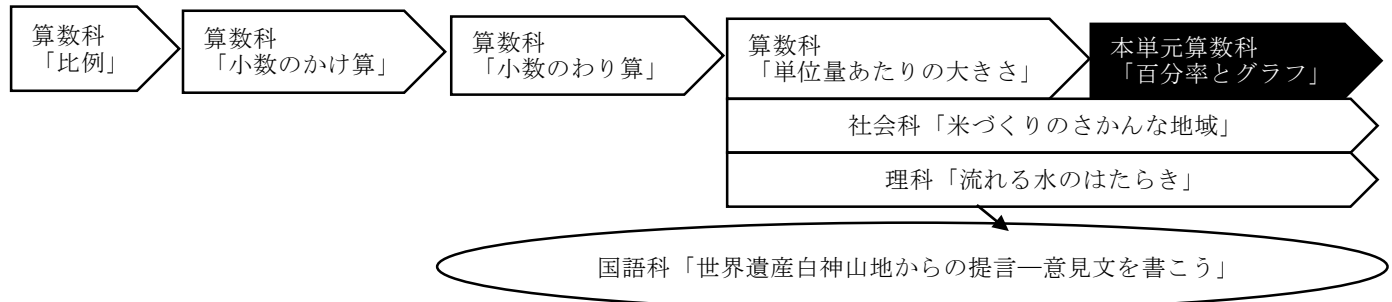 算数科
「比例」
算数科
「小数のかけ算」
算数科
「小数のわり算」
算数科
「単位量あたりの大きさ」
本単元算数科
「百分率とグラフ」
社会科「米づくりのさかんな地域」
理科「流れる水のはたらき」
国語科「世界遺産白神山地からの提言―意見文を書こう」